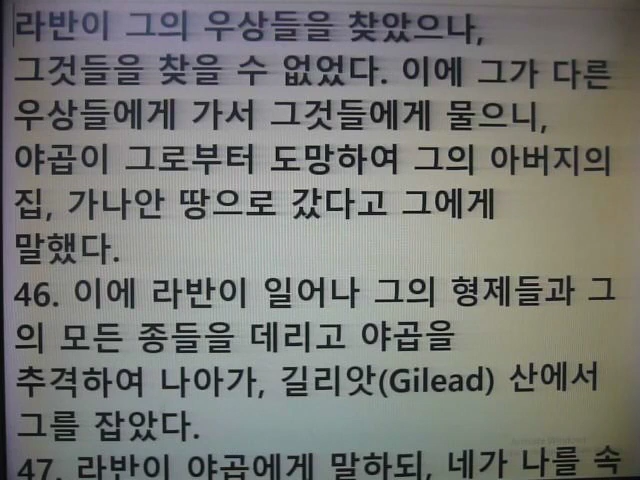 라반이 그의 우상들을 찾았으나,
그것들을 찾을 수 없었다. 이에 그가 다른
우상들에게 가서 그것들에게 물으니,
야곱이 그로부터 도망하여 그의 아버지의
집, 가나안 땅으로 갔다고 그에게
말했다.
46. 이에 라반이 일어나 그의 형제들과 그
의 모든 종들을 데리고 야곱을
추격하여 나아가, 길리앗(Gilead) 산에서
그를 잡았다.
Activate Windows
47. 라반이 야곱에게 말하되, 네가 나를 속